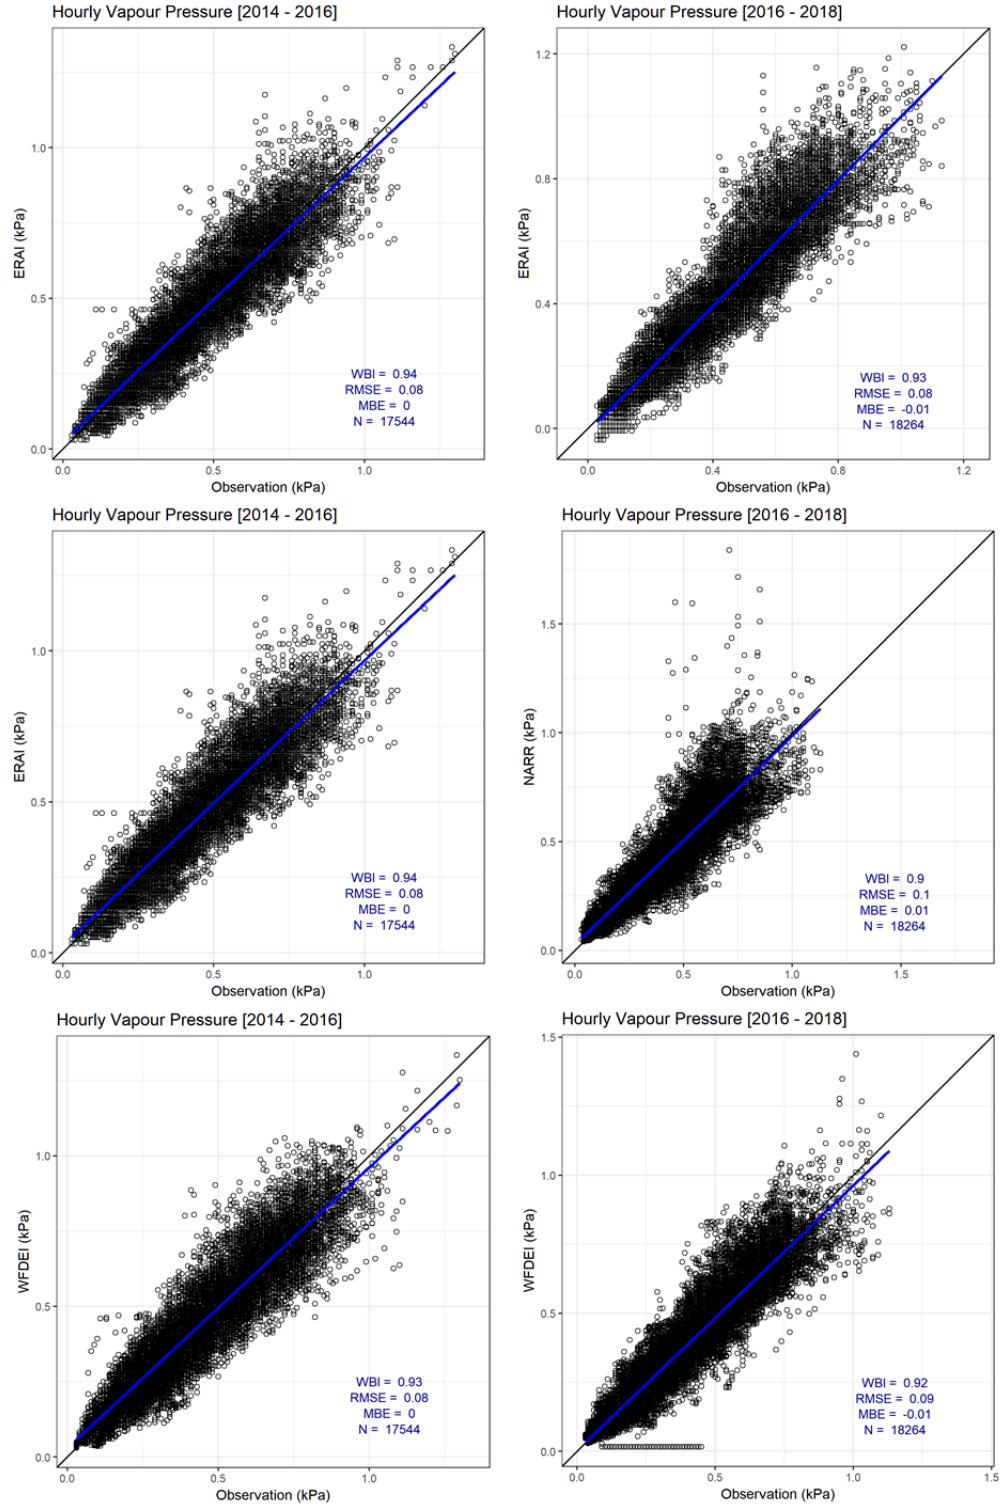 Hourly Vapour Pressure [2014 - 2016]
ERAI (kPa)
1.0
0.5
0.0
WBI = 0.94
RMSE = 0.08
MBE = 0
N = 17544
0.0 0.5 1.0
Observation (kPa)
Hourly Vapour Pressure [2016 - 2018]
ERAI (kPa)
1.2
0.8
0.4
0.0
WBI = 0.93
RMSE = 0.08
MBE = -0.01
N = 18264
0.0 0.4 0.8 1.2
Observation (kPa)
Hourly Vapour Pressure [2014 - 2016]
ERAI (kPa)
1.0
0.5
0.0
WBI = 0.94
RMSE = 0.08
MBE = 0
N = 17544
0.0 0.5 1.0
Observation (kPa)
Hourly Vapour Pressure [2016 - 2018]
NARR (kPa)
1.5
1.0
0.5
0.0
WBI = 0.9
RMSE = 0.1
MBE = 0.01
N = 18264
0.0 0.5 1.0 1.5
Observation (kPa)
Hourly Vapour Pressure [2014 - 2016]
WFDEI (kPa)
1.0
0.5
0.0
WBI = 0.93
RMSE = 0.08
MBE = 0
N = 17544
0.0 0.5 1.0
Observation (kPa)
Hourly Vapour Pressure [2016 - 2018]
WFDEI (kPa)
1.5
1.0
0.5
0.0
WBI = 0.92
RMSE = 0.09
MBE = -0.01
N = 18264
0.0 0.5 1.0 1.5
Observation (kPa)